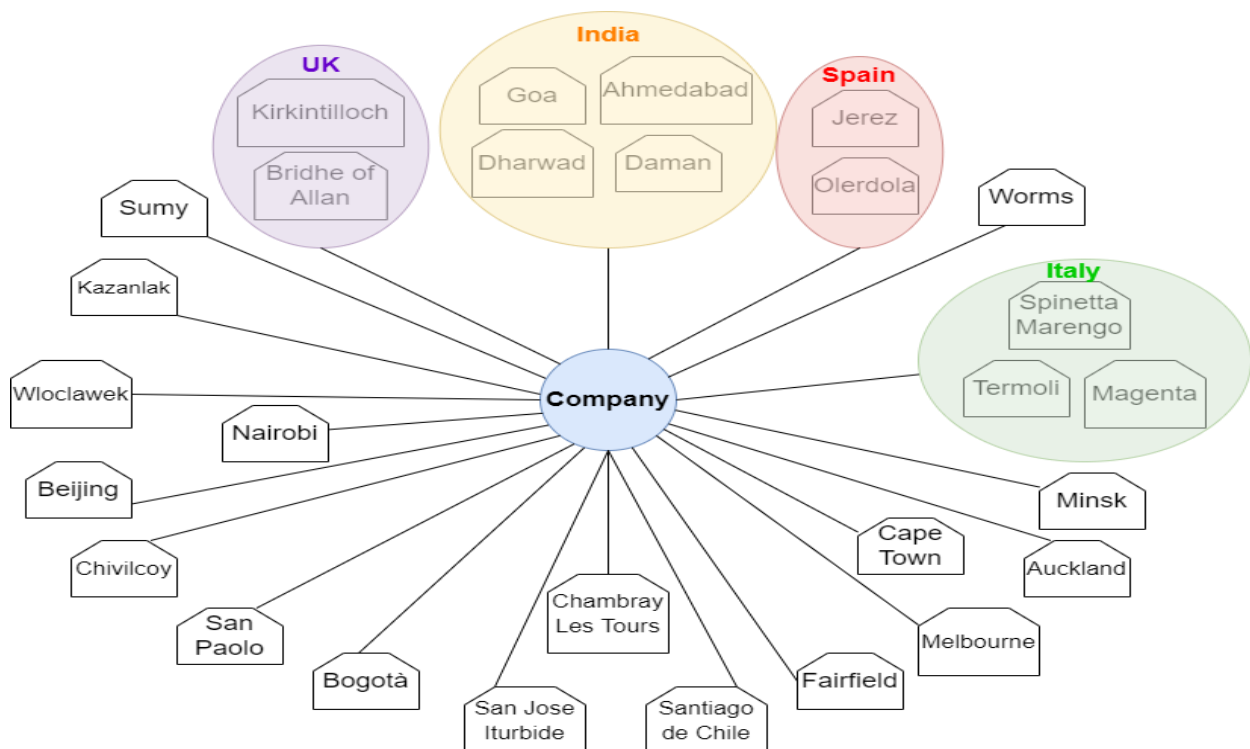 India
UK
Spain
Kirkintilloch
Goa
Ahmedabad
Jerez
Bridhe of
Allan
Dharwad
Daman
Olerdola
Sumy
Worms
Italy
Kazanlak
Spinetta
Marengo
Wloclawek
Company
Termoli
Magenta
Nairobi
Beijing
Minsk
Cape
Town
Chivilcoy
Auckland
Chambray
Les Tours
San
Paolo
Melbourne
Bogotà
Fairfield
San Jose
Iturbide
Santiago
de Chile